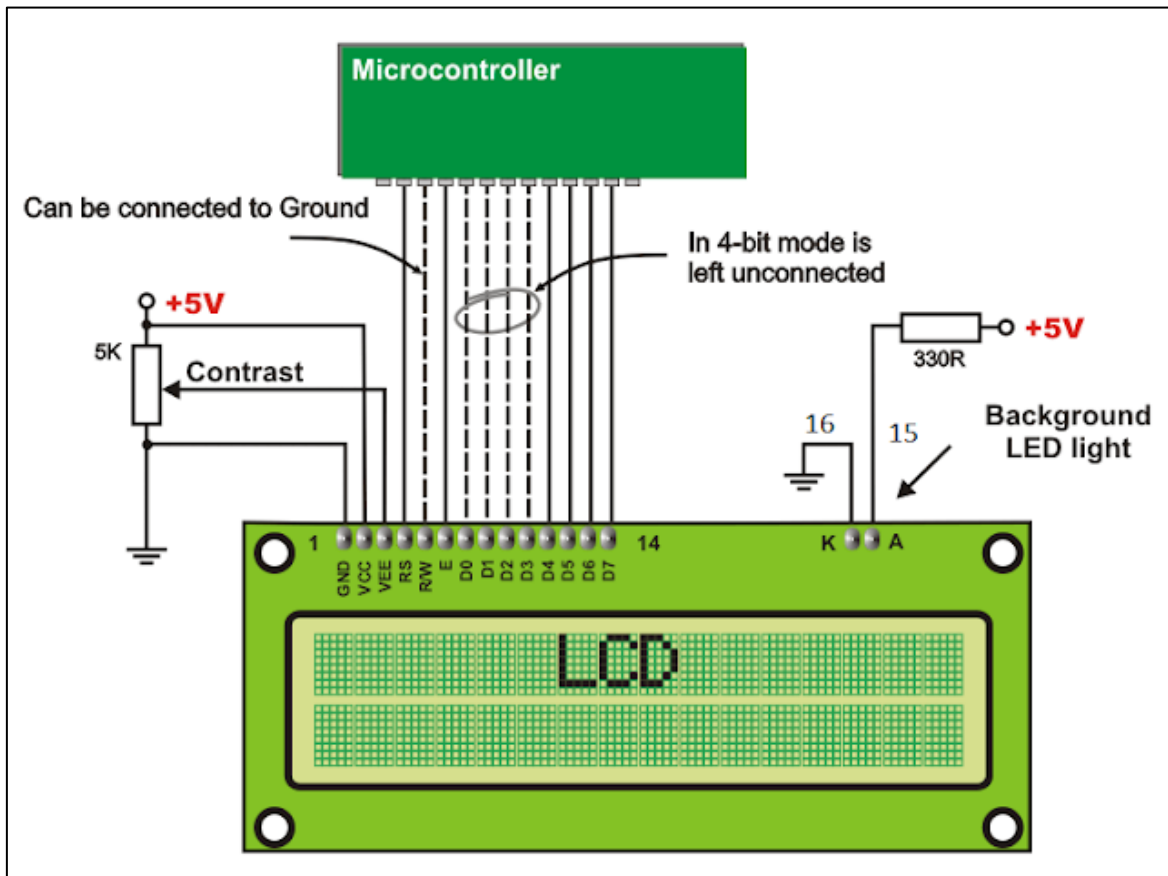 Microcontroller
Can be connected to Ground
In 4-bit mode is
left unconnected
+5V
5K
Contrast
+5V
330R
16
15
Background
LED light
1
14
K
A
GND
VCC
VEE
RS
R/W
E
D0
D1
D2
D3
D4
D5
D6
D7
LCD